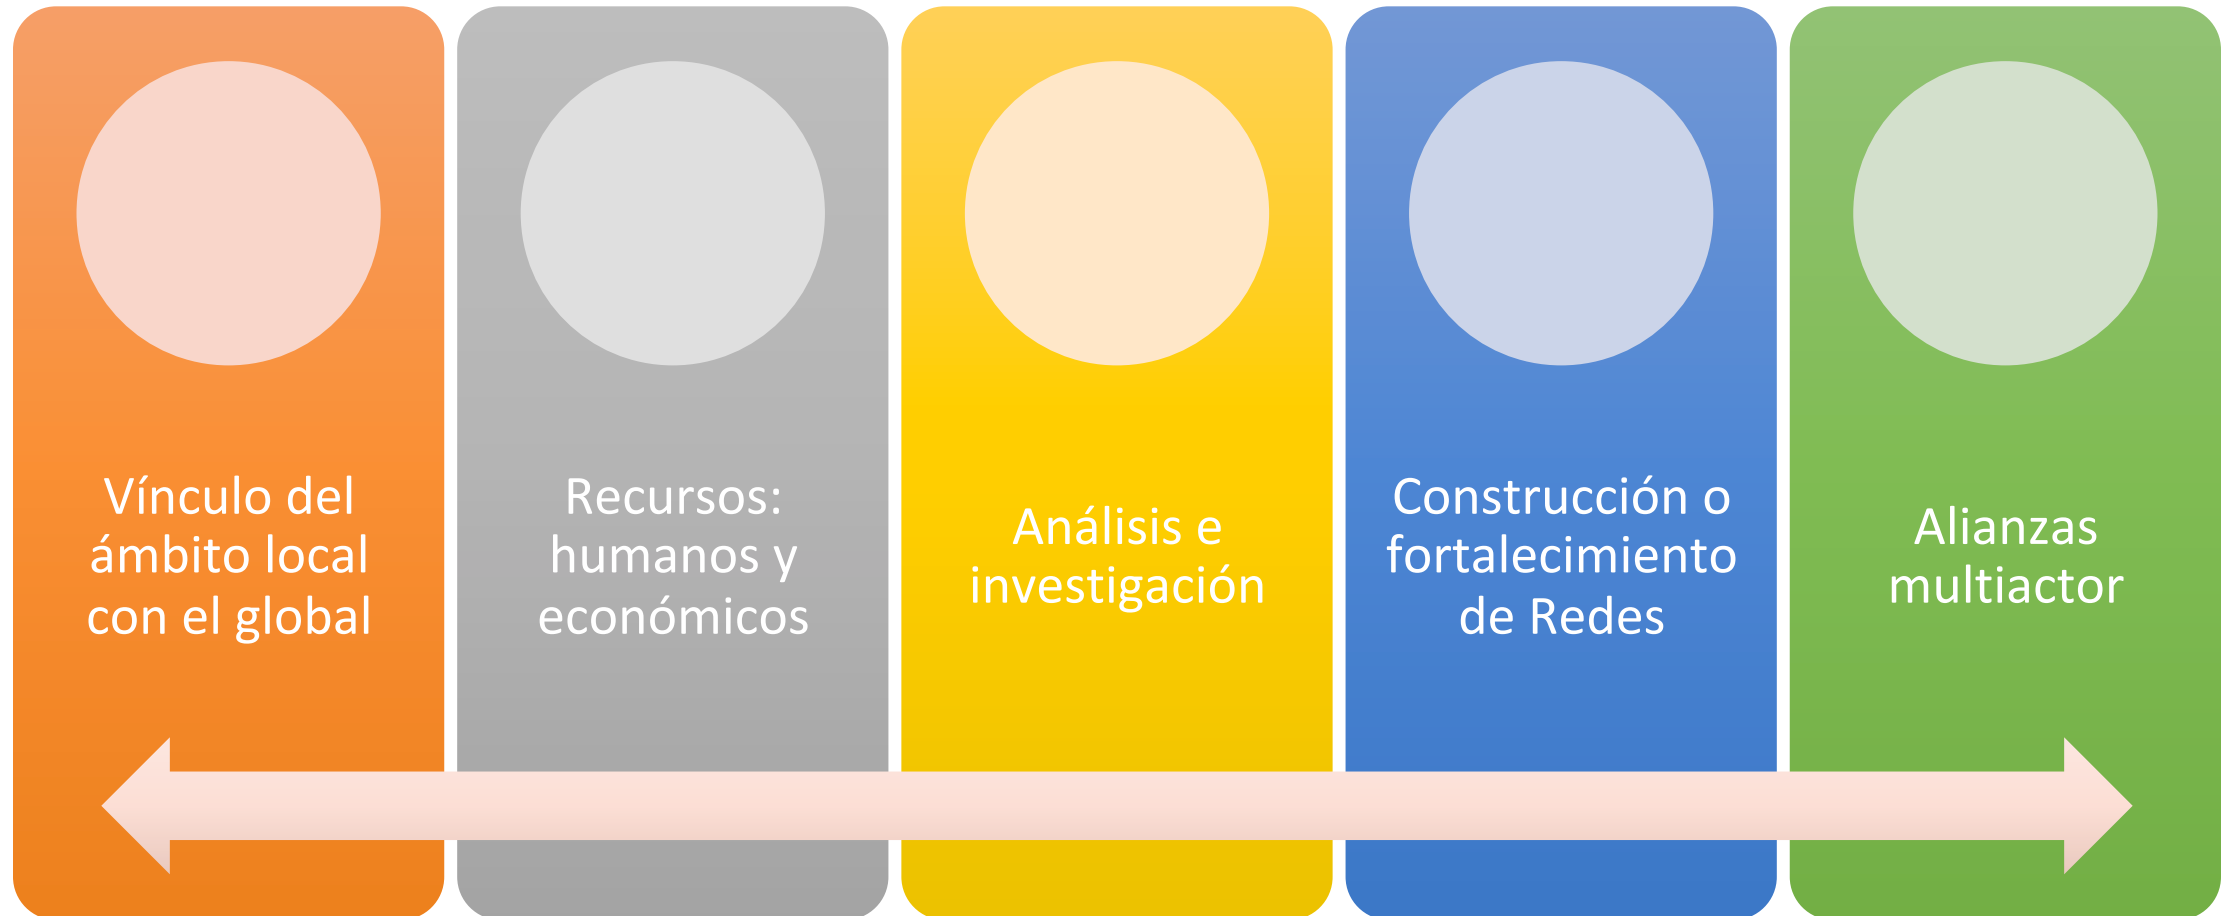 Vínculo del
ámbito local
con el global
Recursos:
humanos y
económicos
Análisis e
investigación
Construcción o
fortalecimiento
de Redes
Alianzas
multiactor